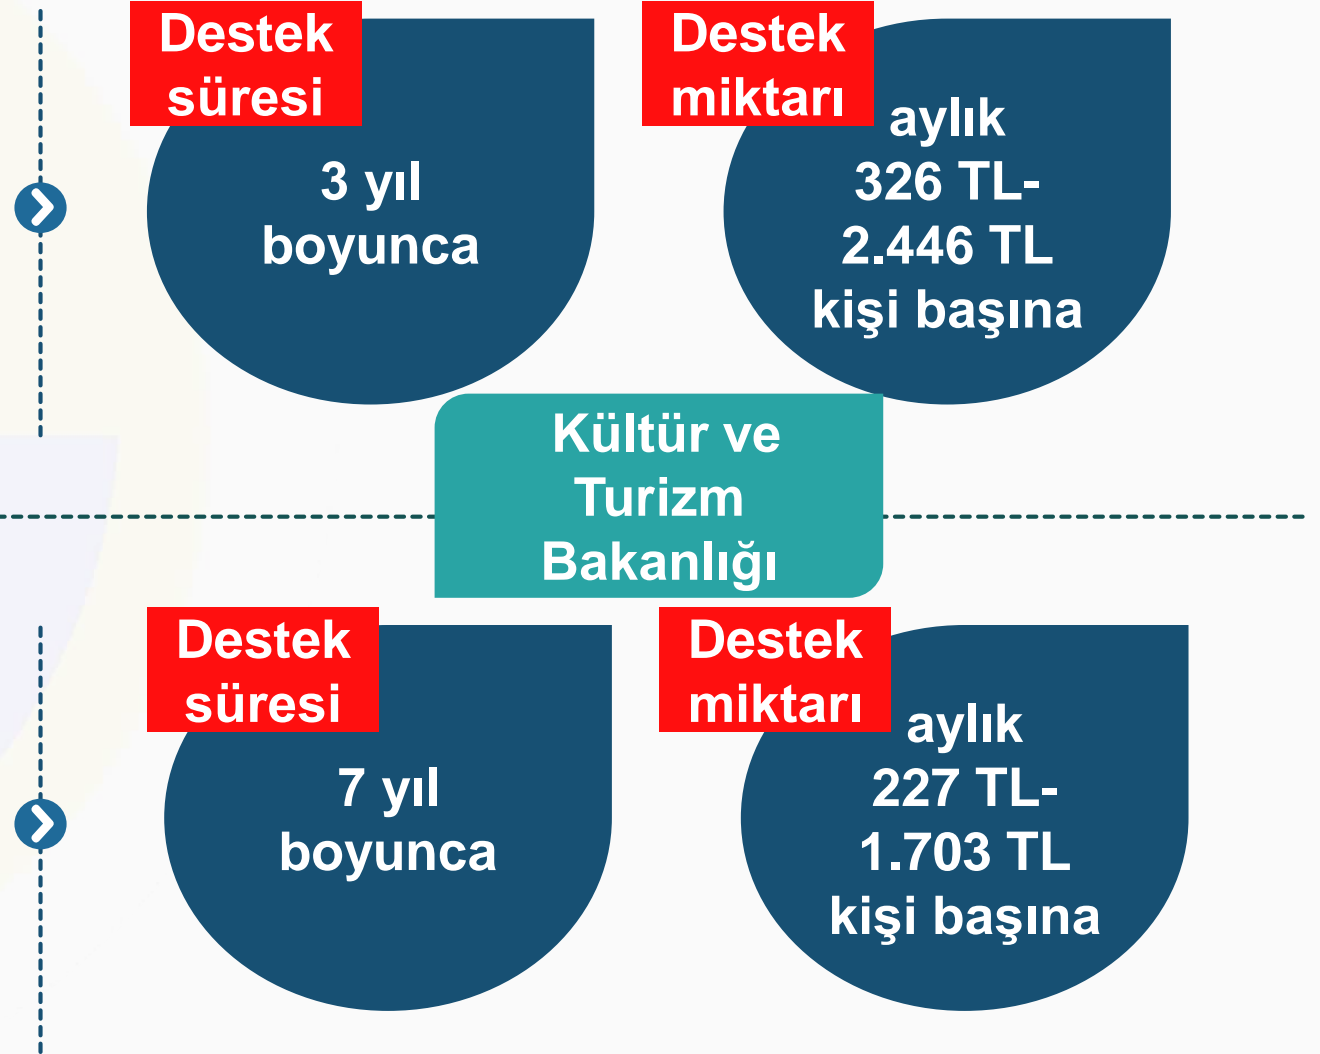 Destek
süresi
3 yıl
boyunca
Destek
miktarı
aylık
326 TL-
2.446 TL
kişi başına
Kültür ve
Turizm
Bakanlığı
Destek
süresi
7 yıl
boyunca
Destek
miktarı
aylık
227 TL-
1.703 TL
kişi başına